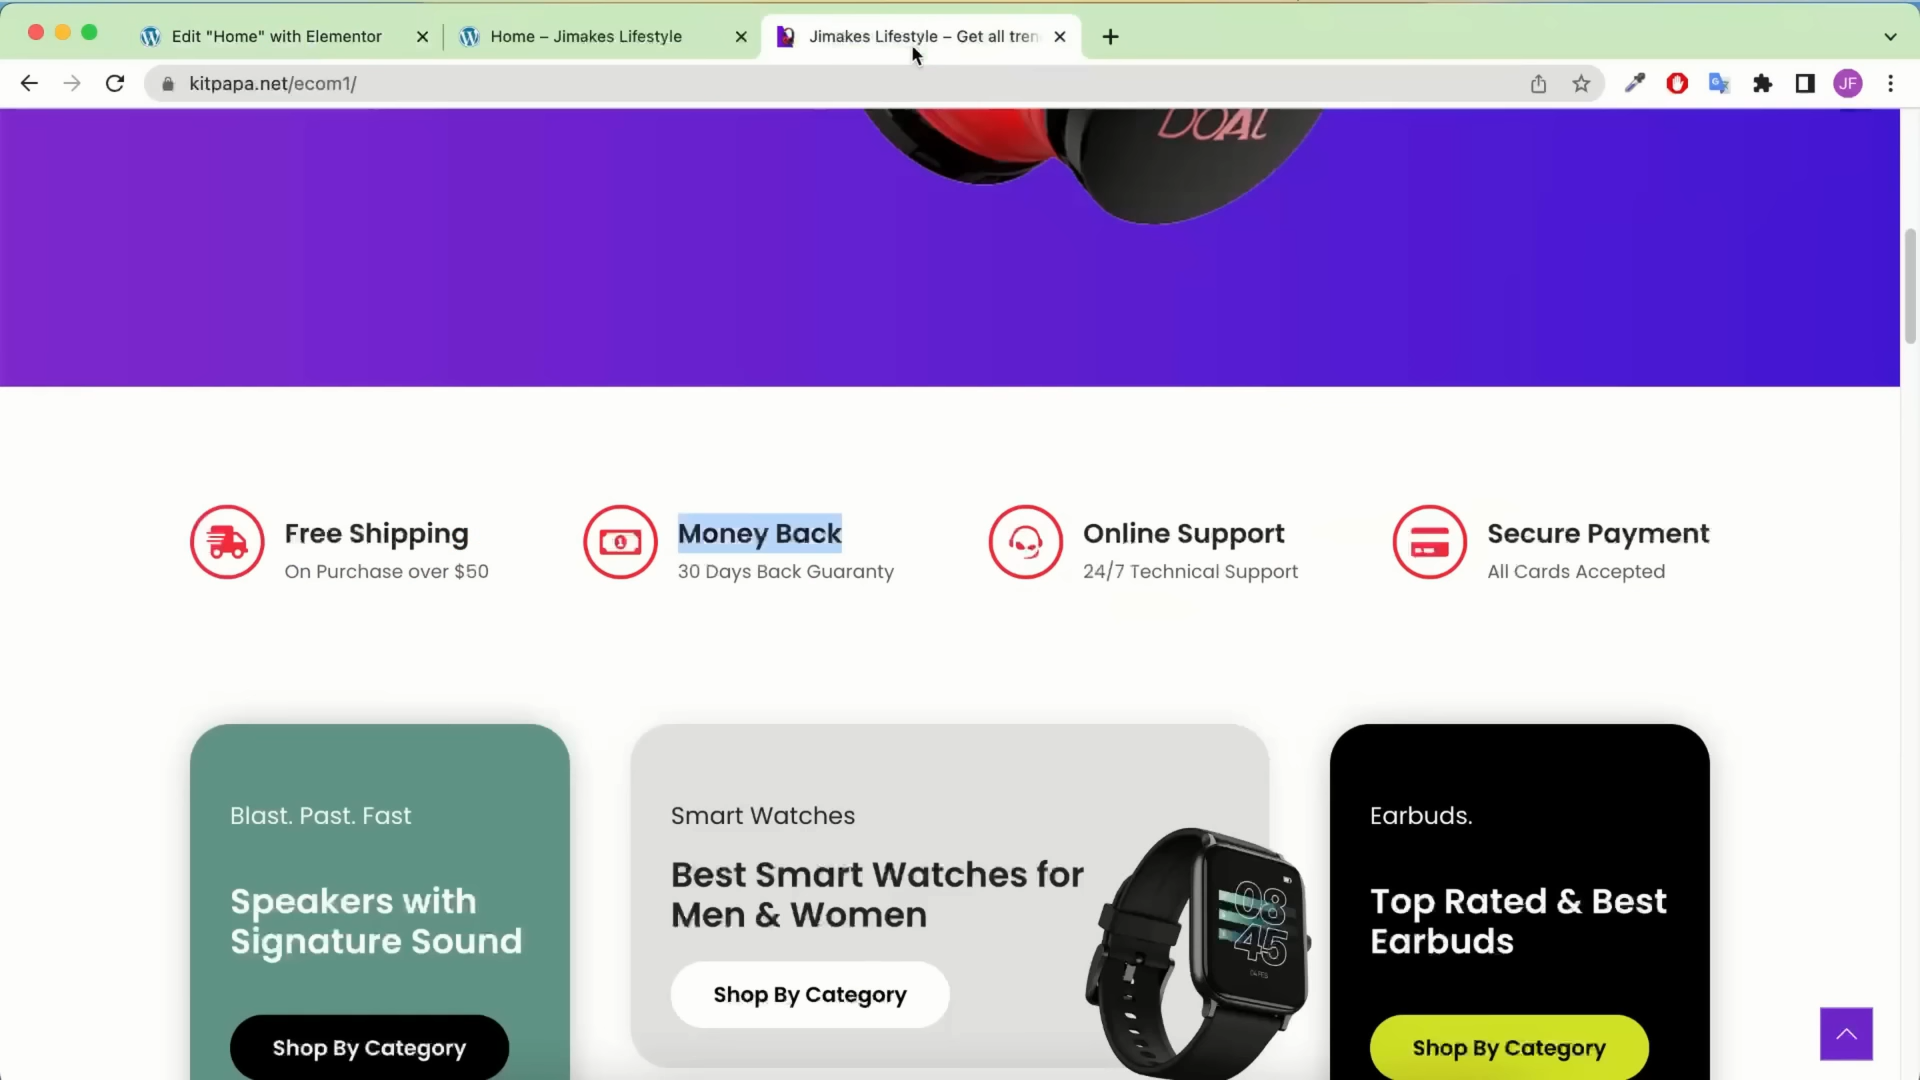 Edit "Home" with Elementor
Home – Jimakes Lifestyle
Jimakes Lifestyle – Get all tren
kitpapa.net/ecom1/
JF
Free Shipping
On Purchase over $50
Money Back
30 Days Back Guaranty
Online Support
24/7 Technical Support
Secure Payment
All Cards Accepted
Blast. Past. Fast
Speakers with
Signature Sound
Shop By Category
Smart Watches
Best Smart Watches for
Men & Women
Shop By Category
08
45
Earbuds.
Top Rated & Best
Earbuds
Shop By Category